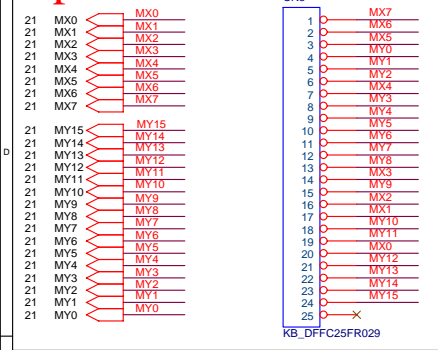 21 MX0 MX0
21 MX1 MX1
21 MX2 MX2
21 MX3 MX3
21 MX4 MX4
21 MX5 MX5
21 MX6 MX6
21 MX7 MX7
21 MY15 MY15
21 MY14 MY14
21 MY13 MY13
21 MY12 MY12
21 MY11 MY11
21 MY10 MY10
21 MY9 MY9
21 MY8 MY8
21 MY7 MY7
21 MY6 MY6
21 MY5 MY5
21 MY4 MY4
21 MY3 MY3
21 MY2 MY2
21 MY1 MY1
21 MY0 MY0
D
1 MX7
2 MX6
3 MX5
4 MY0
5 MY1
6 MY2
7 MX4
8 MY3
9 MY4
10 MY5
11 MY6
12 MY7
13 MY8
14 MX3
15 MY9
16 MX2
17 MX1
18 MY10
19 MY11
20 MX0
21 MY12
22 MY13
23 MY14
24 MY15
25
KB_DFFC25FR029